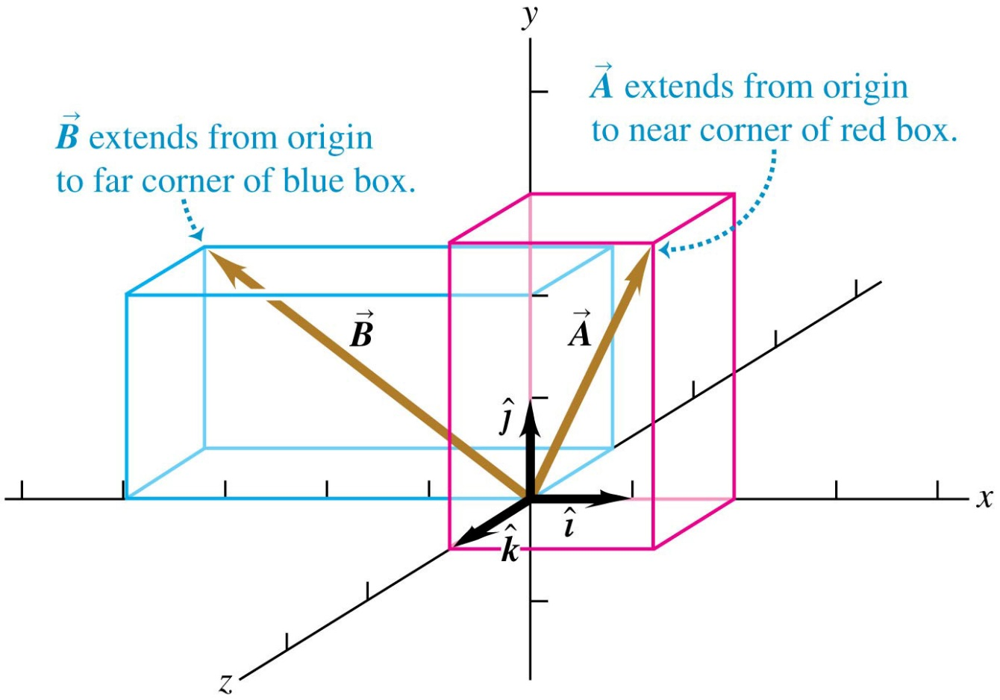 y
A⃗ extends from origin
to near corner of red box.
B⃗ extends from origin
to far corner of blue box.
B⃗
A⃗
ĵ
x
î
k̂
z